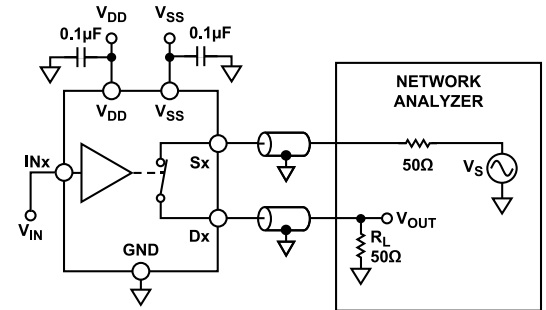 VDD VSS
0.1µF 0.1µF
VDD VSS
NETWORK
ANALYZER
INx
Sx
50Ω
VS
VIN
Dx
VOUT
GND
RL
50Ω